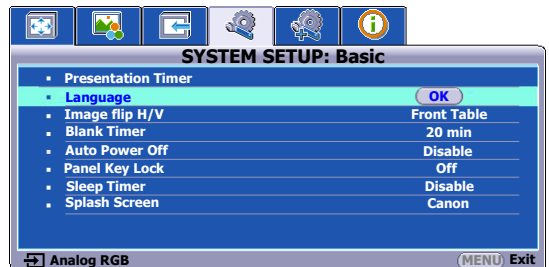 SYSTEM SETUP: Basic
Presentation Timer
Language OK
Image flip H/V Front Table
Blank Timer 20 min
Auto Power Off Disable
Panel Key Lock Off
Sleep Timer Disable
Splash Screen Canon
Analog RGB MENU Exit